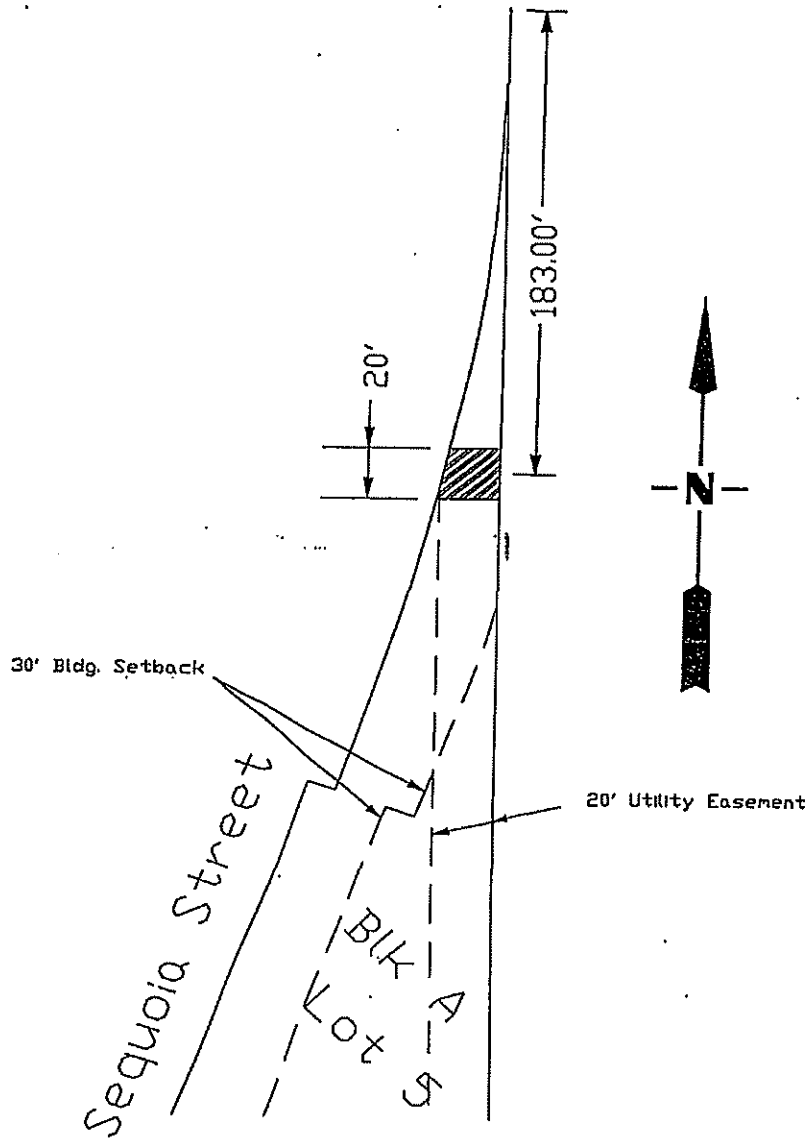 183.00'
20'
N
30' Bldg. Setback
20' Utility Easement
Sequoia Street
Blk A
Lot 5